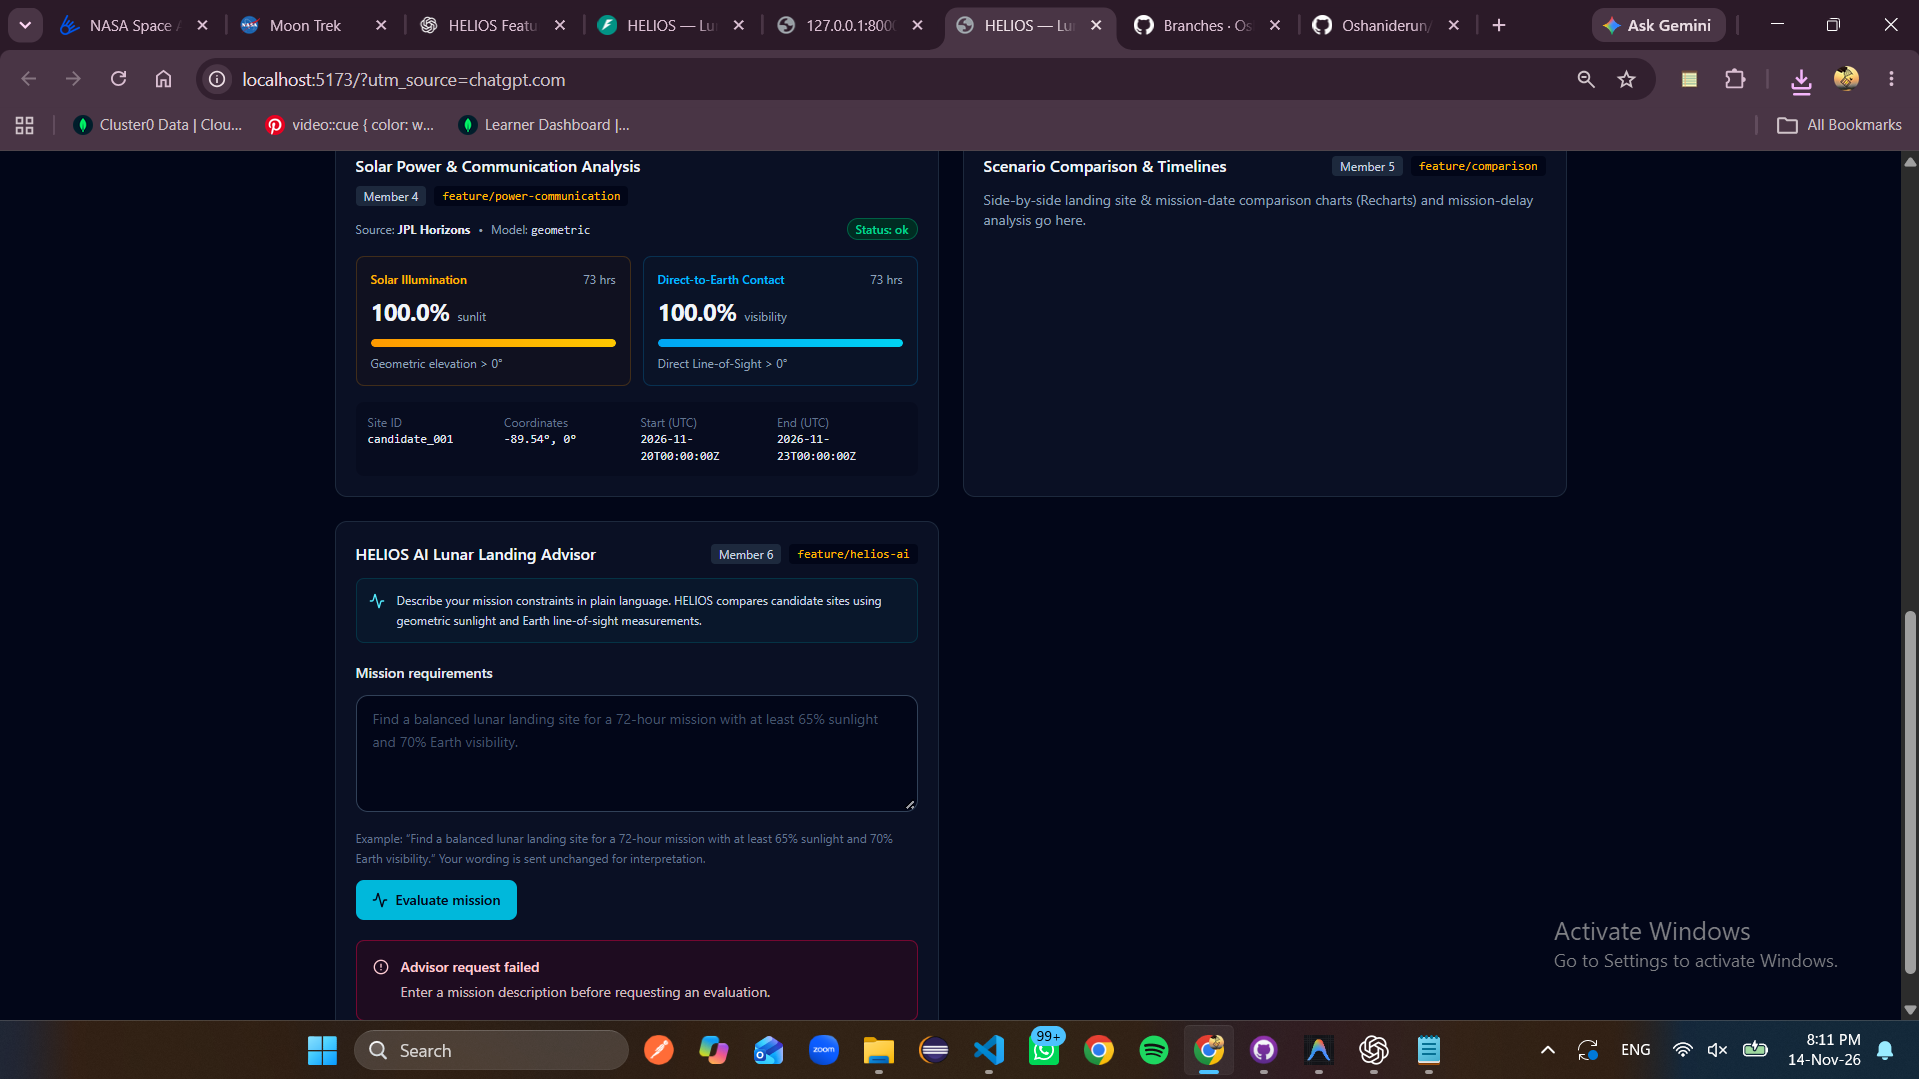 NASA Space A
Moon Trek
HELIOS Featu
HELIOS — Lu
127.0.0.1:800
HELIOS — Lu
Branches · Os
Oshaniderun/
Ask Gemini
localhost:5173/?utm_source=chatgpt.com
Cluster0 Data | Clou...
video::cue { color: w...
Learner Dashboard |...
All Bookmarks
Solar Power & Communication Analysis
Member 4
feature/power-communication
Source: JPL Horizons • Model: geometric
Status: ok
Solar Illumination
73 hrs
100.0% sunlit
Geometric elevation > 0°
Direct-to-Earth Contact
73 hrs
100.0% visibility
Direct Line-of-Sight > 0°
Site ID
candidate_001
Coordinates
-89.54°, 0°
Start (UTC)
2026-11-
20T00:00:00Z
End (UTC)
2026-11-
23T00:00:00Z
Scenario Comparison & Timelines
Member 5
feature/comparison
Side-by-side landing site & mission-date comparison charts (Recharts) and mission-delay
analysis go here.
HELIOS AI Lunar Landing Advisor
Member 6
feature/helios-ai
Describe your mission constraints in plain language. HELIOS compares candidate sites using
geometric sunlight and Earth line-of-sight measurements.
Mission requirements
Find a balanced lunar landing site for a 72-hour mission with at least 65% sunlight
and 70% Earth visibility.
Example: “Find a balanced lunar landing site for a 72-hour mission with at least 65% sunlight and 70%
Earth visibility.” Your wording is sent unchanged for interpretation.
Evaluate mission
Advisor request failed
Enter a mission description before requesting an evaluation.
Activate Windows
Go to Settings to activate Windows.
Search
zoom
99+
ENG
8:11 PM
14-Nov-26